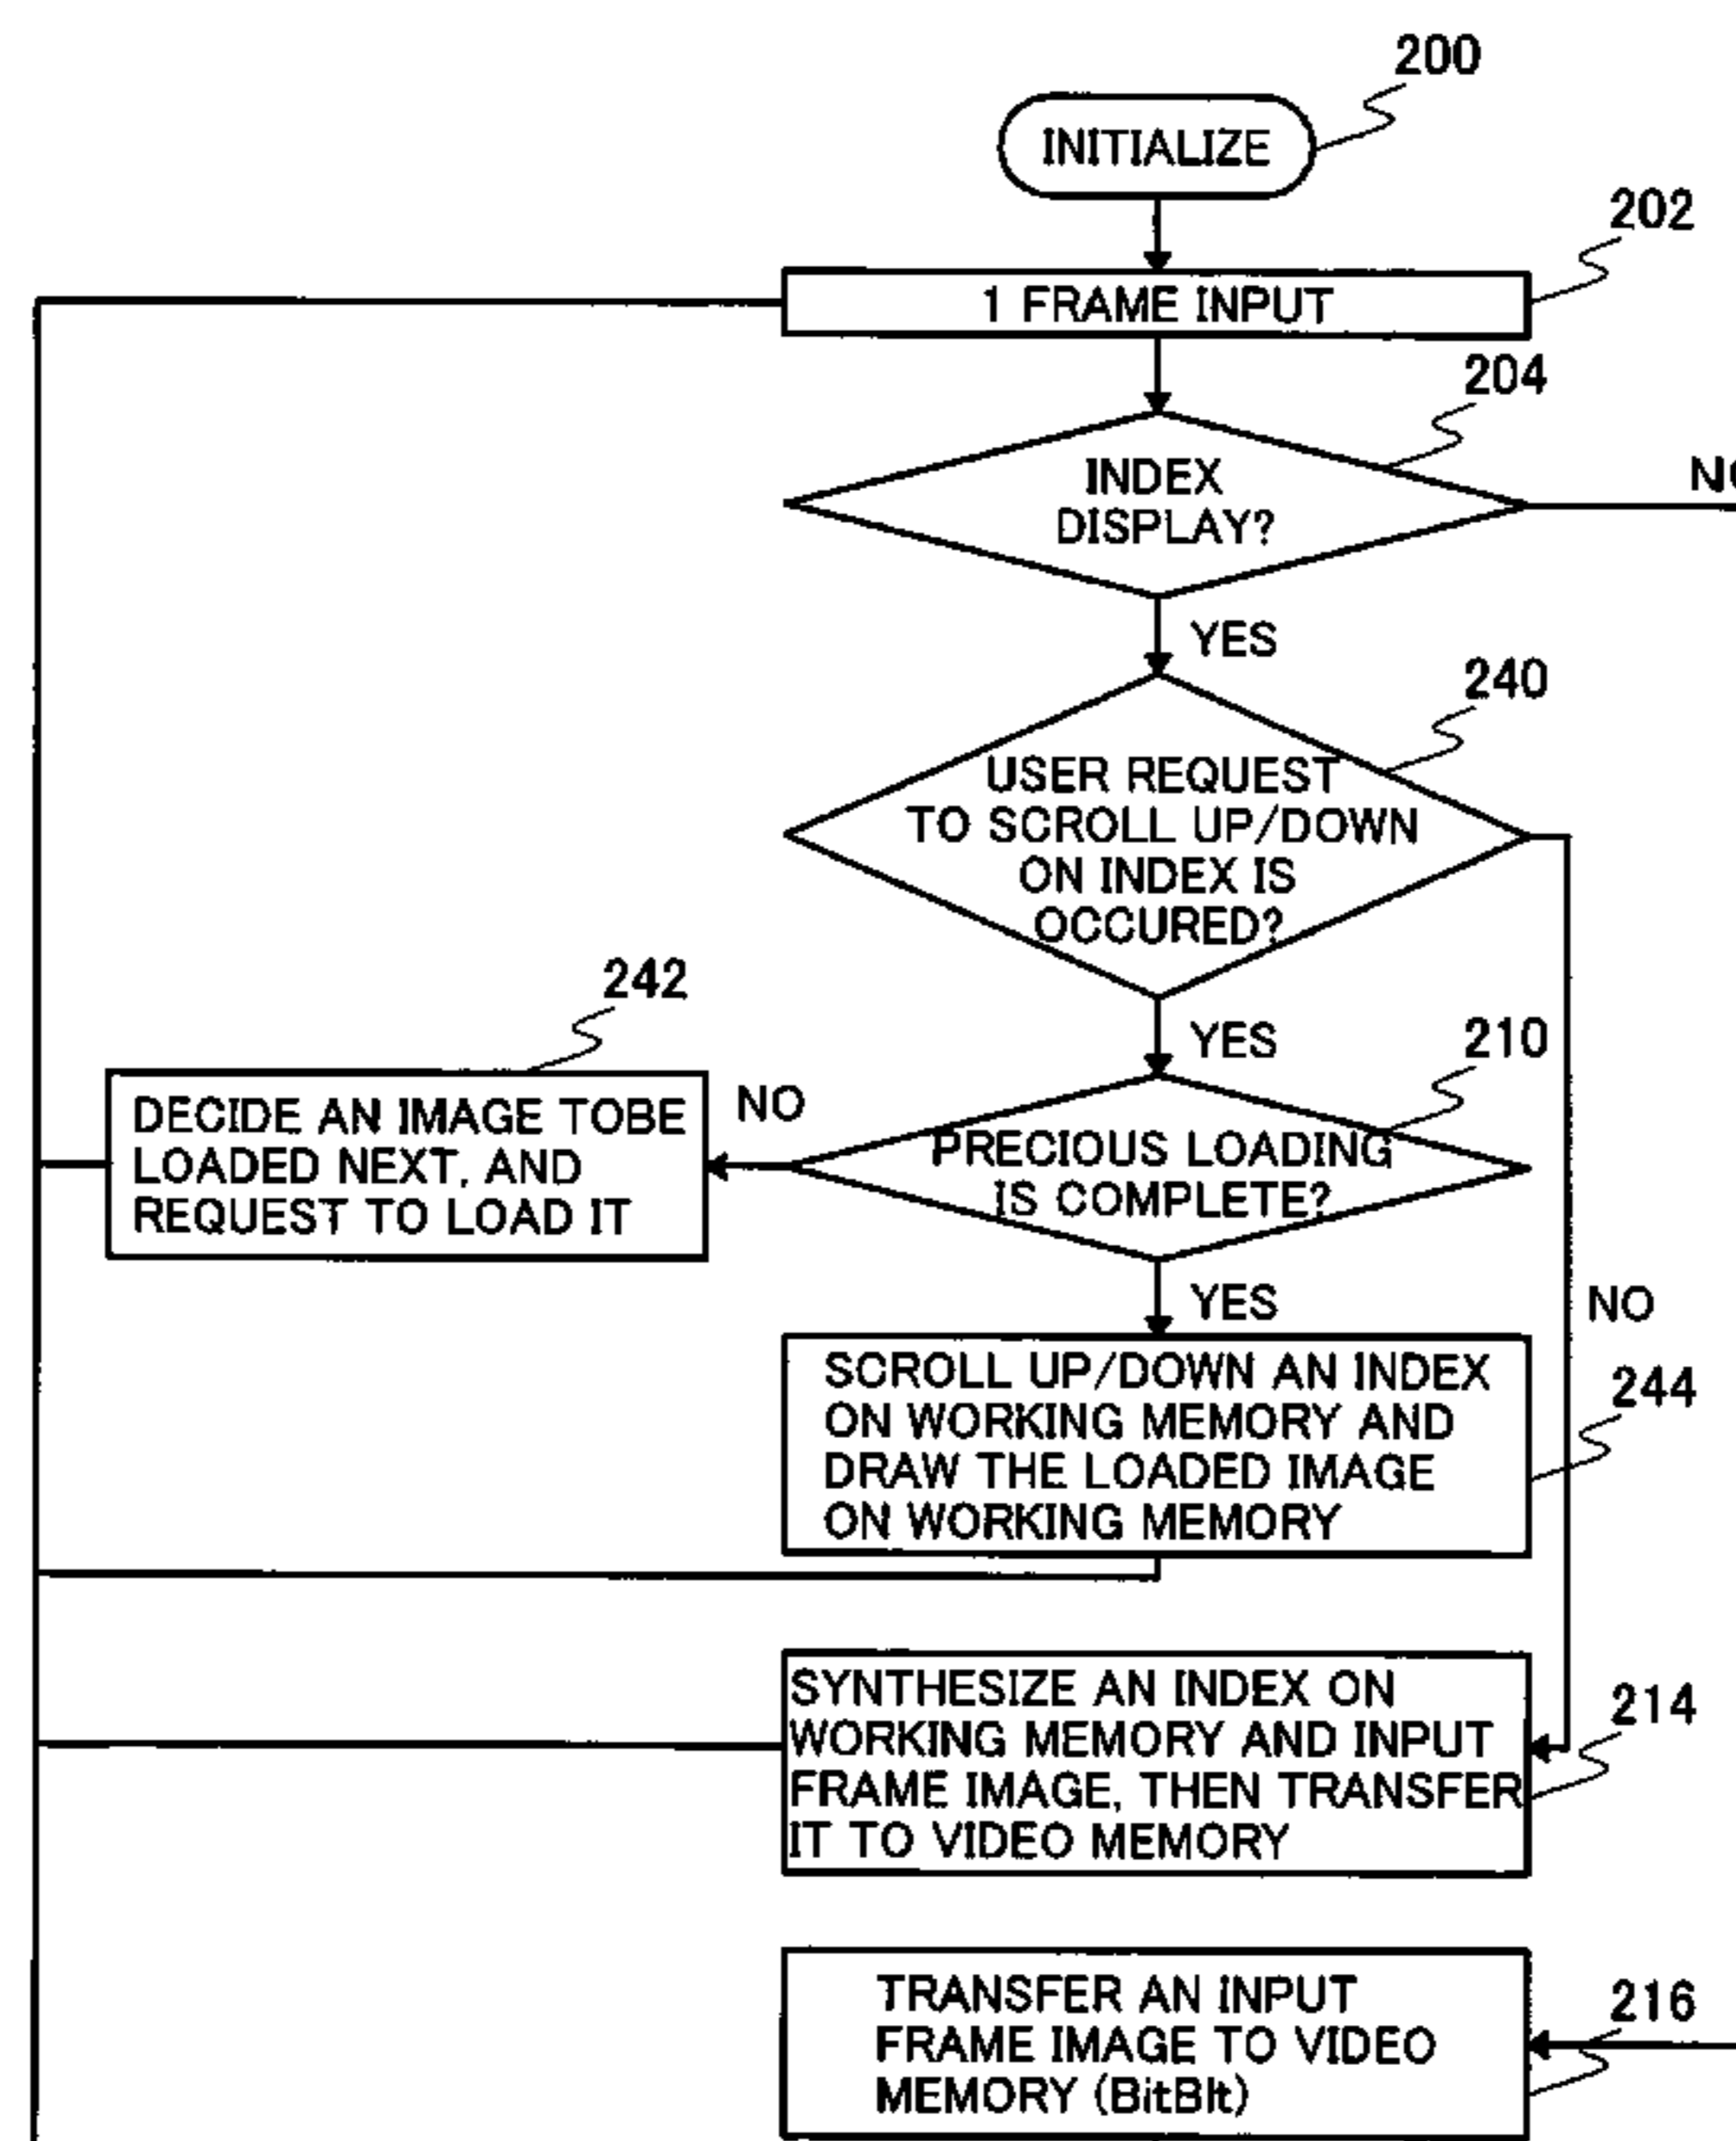 200
INITIALIZE
202
1 FRAME INPUT
204
INDEX
DISPLAY?
NO
YES
240
USER REQUEST
TO SCROLL UP/DOWN
ON INDEX IS
OCCURED?
242
YES
210
DECIDE AN IMAGE TOBE
LOADED NEXT, AND
REQUEST TO LOAD IT
NO
PRECIOUS LOADING
IS COMPLETE?
YES
NO
SCROLL UP/DOWN AN INDEX
ON WORKING MEMORY AND
DRAW THE LOADED IMAGE
ON WORKING MEMORY
244
SYNTHESIZE AN INDEX ON
WORKING MEMORY AND INPUT
FRAME IMAGE, THEN TRANSFER
IT TO VIDEO MEMORY
214
TRANSFER AN INPUT
FRAME IMAGE TO VIDEO
MEMORY (BitBlt)
216